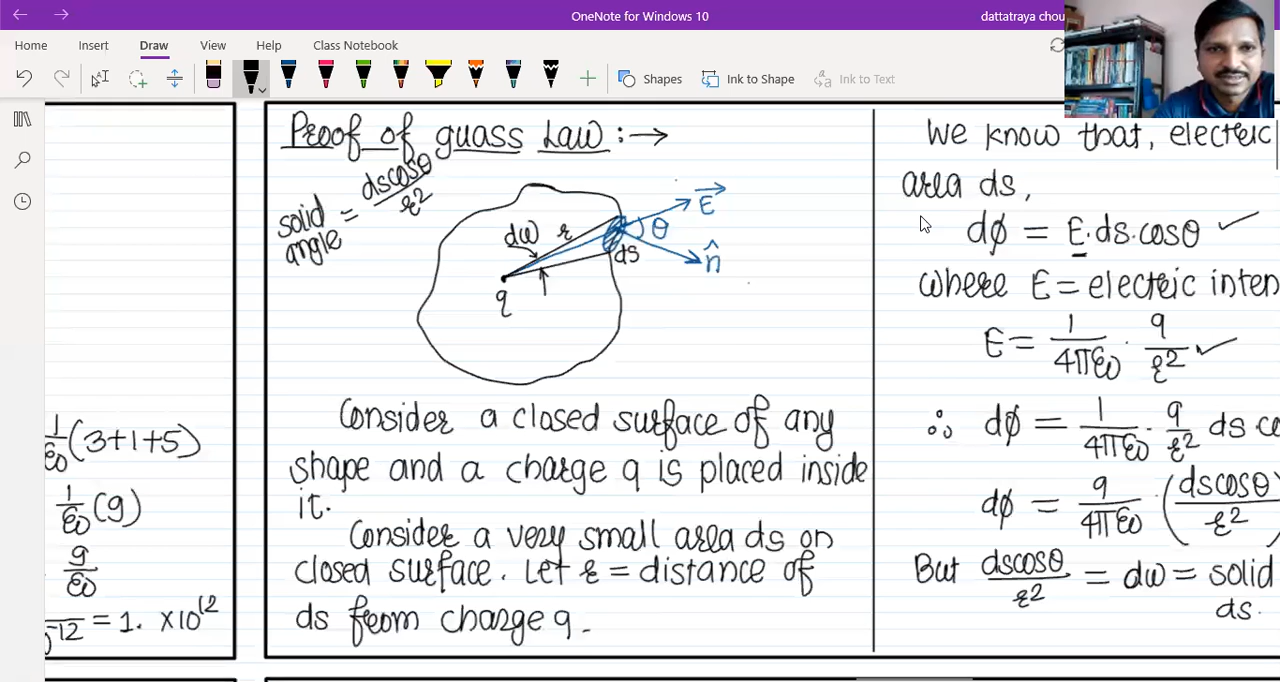 OneNote for Windows 10
dattatraya chou
Home Insert Draw View Help Class Notebook
Shapes Ink to Shape Ink to Text
1/ε0 (3+1+5)
1/ε0 (9)
9/ε0
-12 = 1. ×10^12
Proof of guass Law :→
solid angle = dscosθ/r²
E
θ
n̂
dω r
ds
q
Consider a closed surface of any
shape and a charge q is placed inside
it.
Consider a very small area ds on
closed surface. Let r = distance of
ds from charge q.
We know that, electric
area ds,
dϕ = E·ds·cosθ ✓
where E = electric inten
E = 1/4πε0 · q/r² ✓
∴ dϕ = 1/4πε0 · q/r² ds co
dϕ = q/4πε0 · (dscosθ/r²)
But dscosθ/r² = dω = solid
ds.